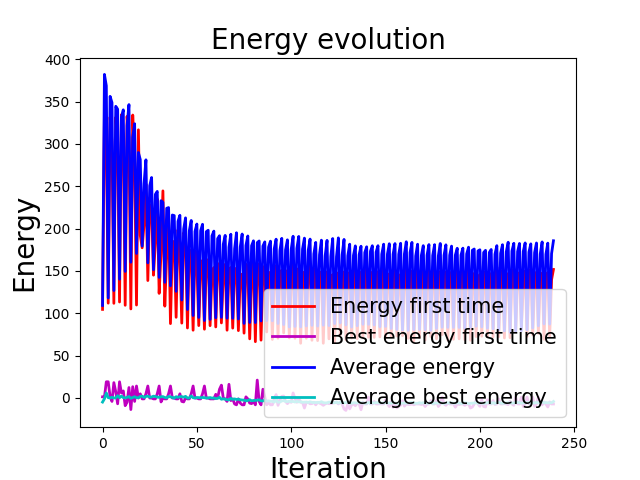 Energy evolution
400
350
300
250
200
150
100
50
0
Energy
Energy first time
Best energy first time
Average energy
Average best energy
0 50 100 150 200 250
Iteration